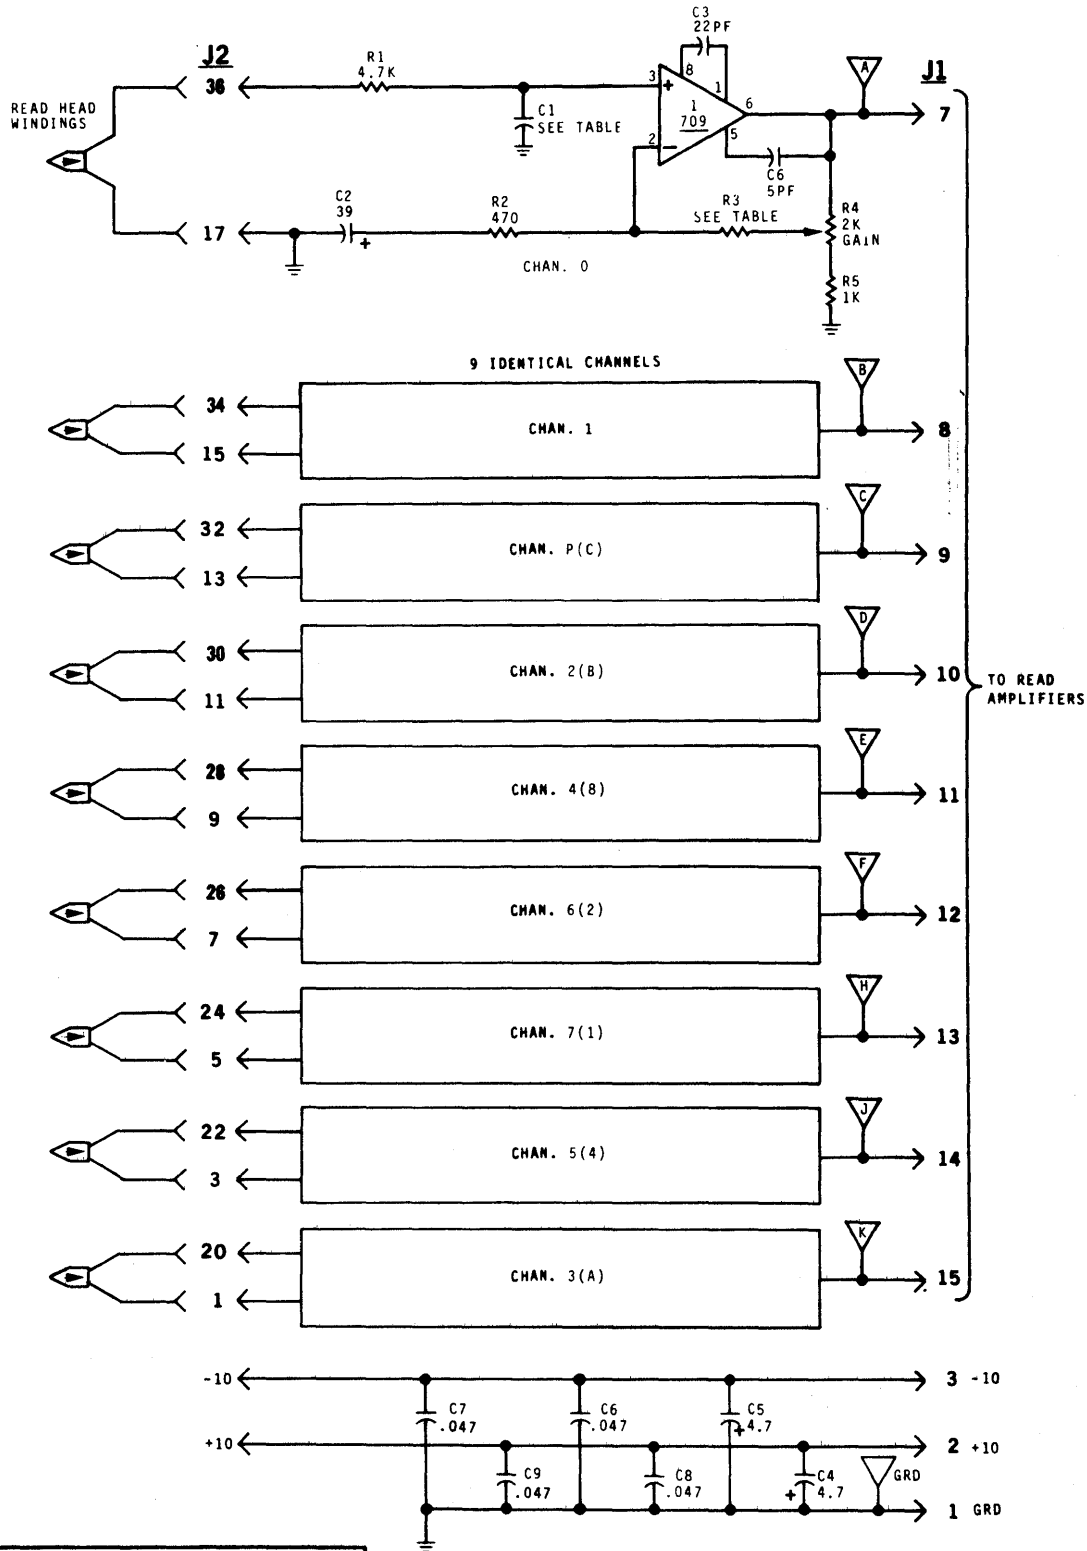 C3
22PF
J2
R1
4.7K
36
3
+
8
1
1
709
6
A
J1
7
READ HEAD
WINDINGS
C1
SEE TABLE
2
-
5
C6
5PF
C2
39
+
R2
470
R3
SEE TABLE
R4
2K
GAIN
17
CHAN. 0
R5
1K
9 IDENTICAL CHANNELS
34
15
CHAN. 1
B
8
32
13
CHAN. P(C)
C
9
30
11
CHAN. 2(B)
D
10
TO READ
AMPLIFIERS
28
9
CHAN. 4(8)
E
11
26
7
CHAN. 6(2)
F
12
24
5
CHAN. 7(1)
H
13
22
3
CHAN. 5(4)
J
14
20
1
CHAN. 3(A)
K
15
-10
3 -10
C7
.047
C6
.047
C5
+4.7
+10
2 +10
C9
.047
C8
.047
C4
+4.7
GRD
1 GRD